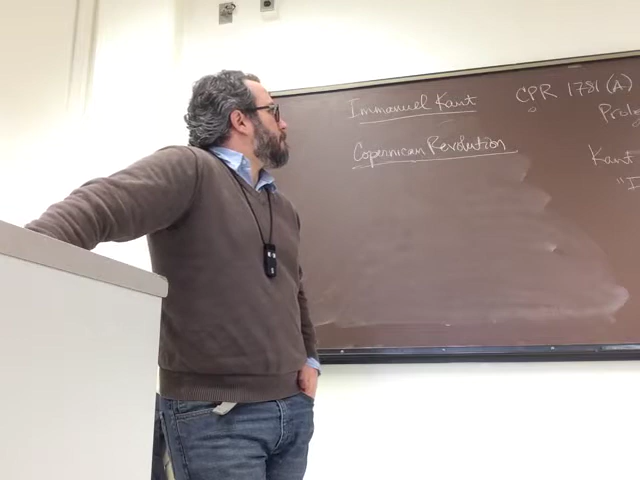 Immanuel Kant
CPR 1781 (A)
Copernican Revolution
Kant
"I